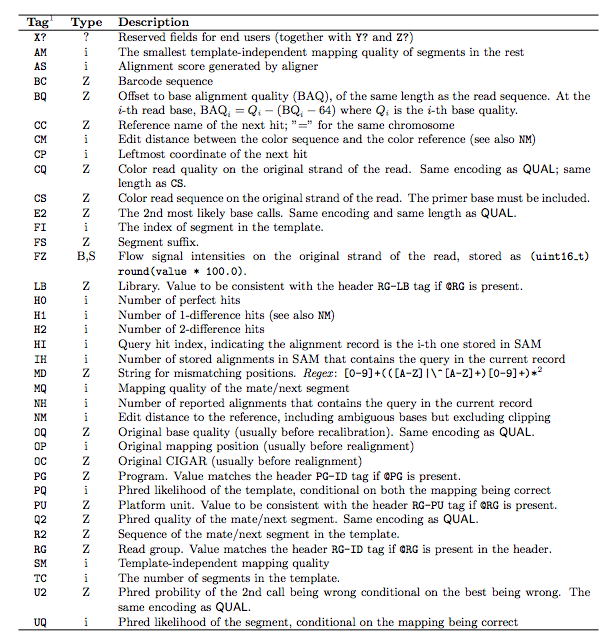 Tag1 Type Description
X? ? Reserved fields for end users (together with Y? and Z?)
AM i The smallest template-independent mapping quality of segments in the rest
AS i Alignment score generated by aligner
BC Z Barcode sequence
BQ Z Offset to base alignment quality (BAQ), of the same length as the read sequence. At the
i-th read base, BAQi = Qi − (BQi − 64) where Qi is the i-th base quality.
CC Z Reference name of the next hit; ”=” for the same chromosome
CM i Edit distance between the color sequence and the color reference (see also NM)
CP i Leftmost coordinate of the next hit
CQ Z Color read quality on the original strand of the read. Same encoding as QUAL; same
length as CS.
CS Z Color read sequence on the original strand of the read. The primer base must be included.
E2 Z The 2nd most likely base calls. Same encoding and same length as QUAL.
FI i The index of segment in the template.
FS Z Segment suffix.
FZ B,S Flow signal intensities on the original strand of the read, stored as (uint16_t)
round(value * 100.0).
LB Z Library. Value to be consistent with the header RG-LB tag if @RG is present.
H0 i Number of perfect hits
H1 i Number of 1-difference hits (see also NM)
H2 i Number of 2-difference hits
HI i Query hit index, indicating the alignment record is the i-th one stored in SAM
IH i Number of stored alignments in SAM that contains the query in the current record
MD Z String for mismatching positions. Regex: [0-9]+(([A-Z]|\^[A-Z]+)[0-9]+)*2
MQ i Mapping quality of the mate/next segment
NH i Number of reported alignments that contains the query in the current record
NM i Edit distance to the reference, including ambiguous bases but excluding clipping
OQ Z Original base quality (usually before recalibration). Same encoding as QUAL.
OP i Original mapping position (usually before realignment)
OC Z Original CIGAR (usually before realignment)
PG Z Program. Value matches the header PG-ID tag if @PG is present.
PQ i Phred likelihood of the template, conditional on both the mapping being correct
PU Z Platform unit. Value to be consistent with the header RG-PU tag if @RG is present.
Q2 Z Phred quality of the mate/next segment. Same encoding as QUAL.
R2 Z Sequence of the mate/next segment in the template.
RG Z Read group. Value matches the header RG-ID tag if @RG is present in the header.
SM i Template-independent mapping quality
TC i The number of segments in the template.
U2 Z Phred probility of the 2nd call being wrong conditional on the best being wrong. The
same encoding as QUAL.
UQ i Phred likelihood of the segment, conditional on the mapping being correct